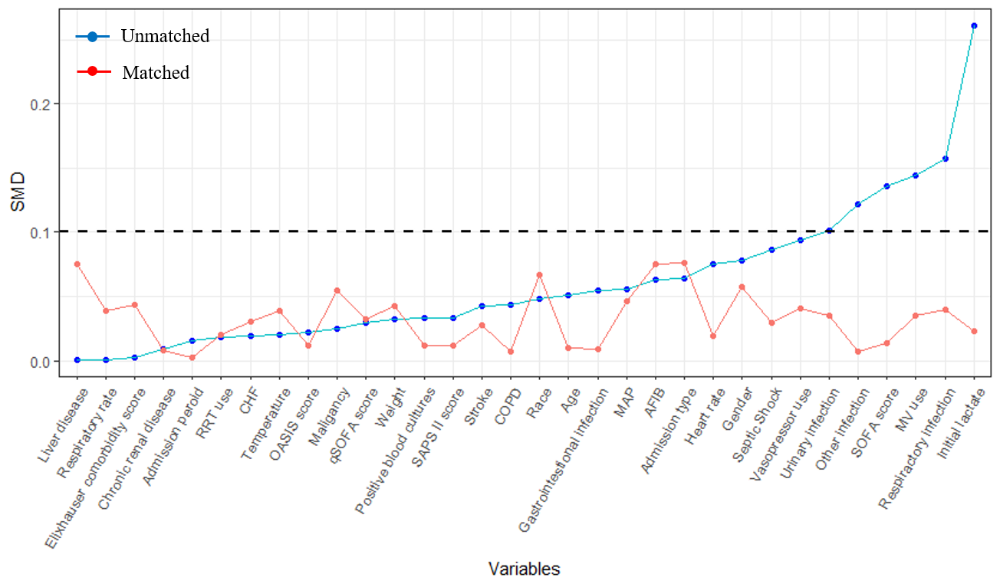 Unmatched
Matched
0.2
0.1
0.0
SMD
Liver disease
Respiratory rate
Elixhauser comorbidity score
Chronic renal disease
Admission peroid
RRT use
CHF
Temperature
OASIS score
Maligancy
qSOFA score
Weight
Positive blood cultures
SAPS II score
Stroke
COPD
Race
Age
Gastrointestional infection
MAP
AFIB
Admission type
Heart rate
Gender
Septic Shock
Vasopressor use
Urinary infection
Other infection
SOFA score
MV use
Respiractory infection
Initial lactate
Variables